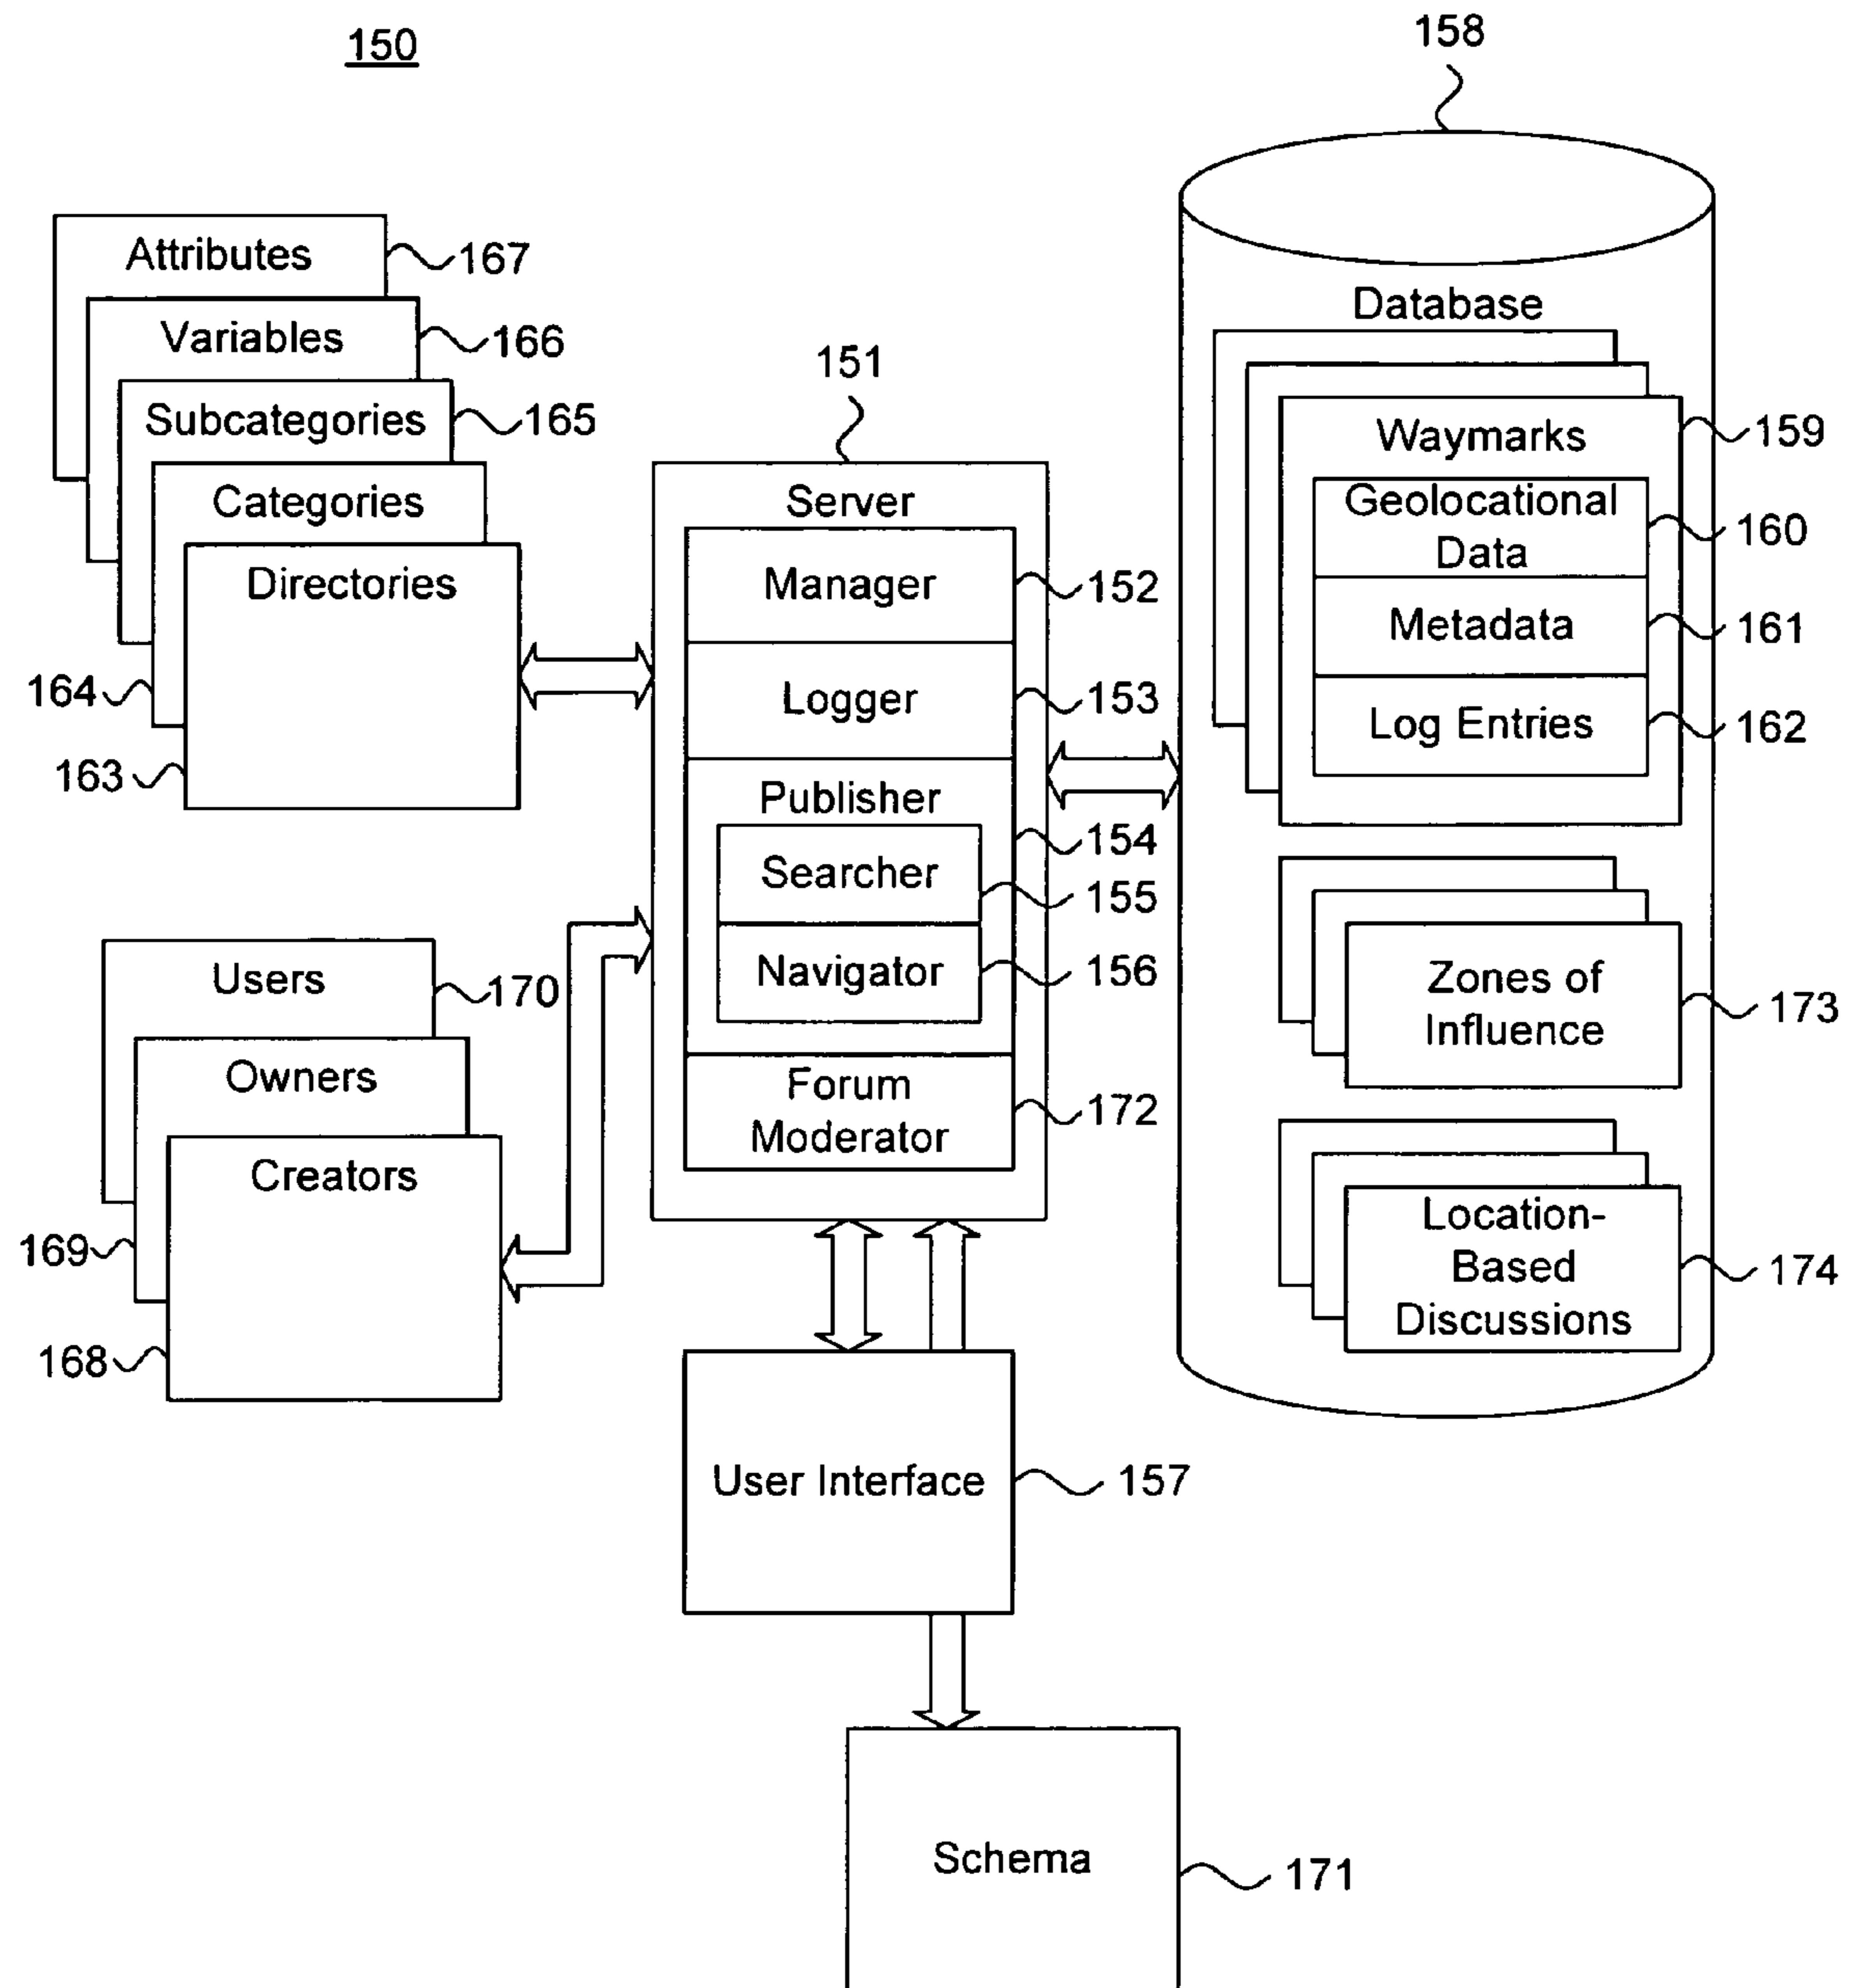 150
158
Attributes
167
Variables
166
Subcategories
165
Categories
Directories
164
163
151
Server
Manager
152
Logger
153
Publisher
154
Searcher
155
Navigator
156
Forum
Moderator
172
Database
Waymarks
159
Geolocational
Data
160
Metadata
161
Log Entries
162
Zones of
Influence
173
Location-
Based
Discussions
174
Users
170
Owners
Creators
169
168
User Interface
157
Schema
171